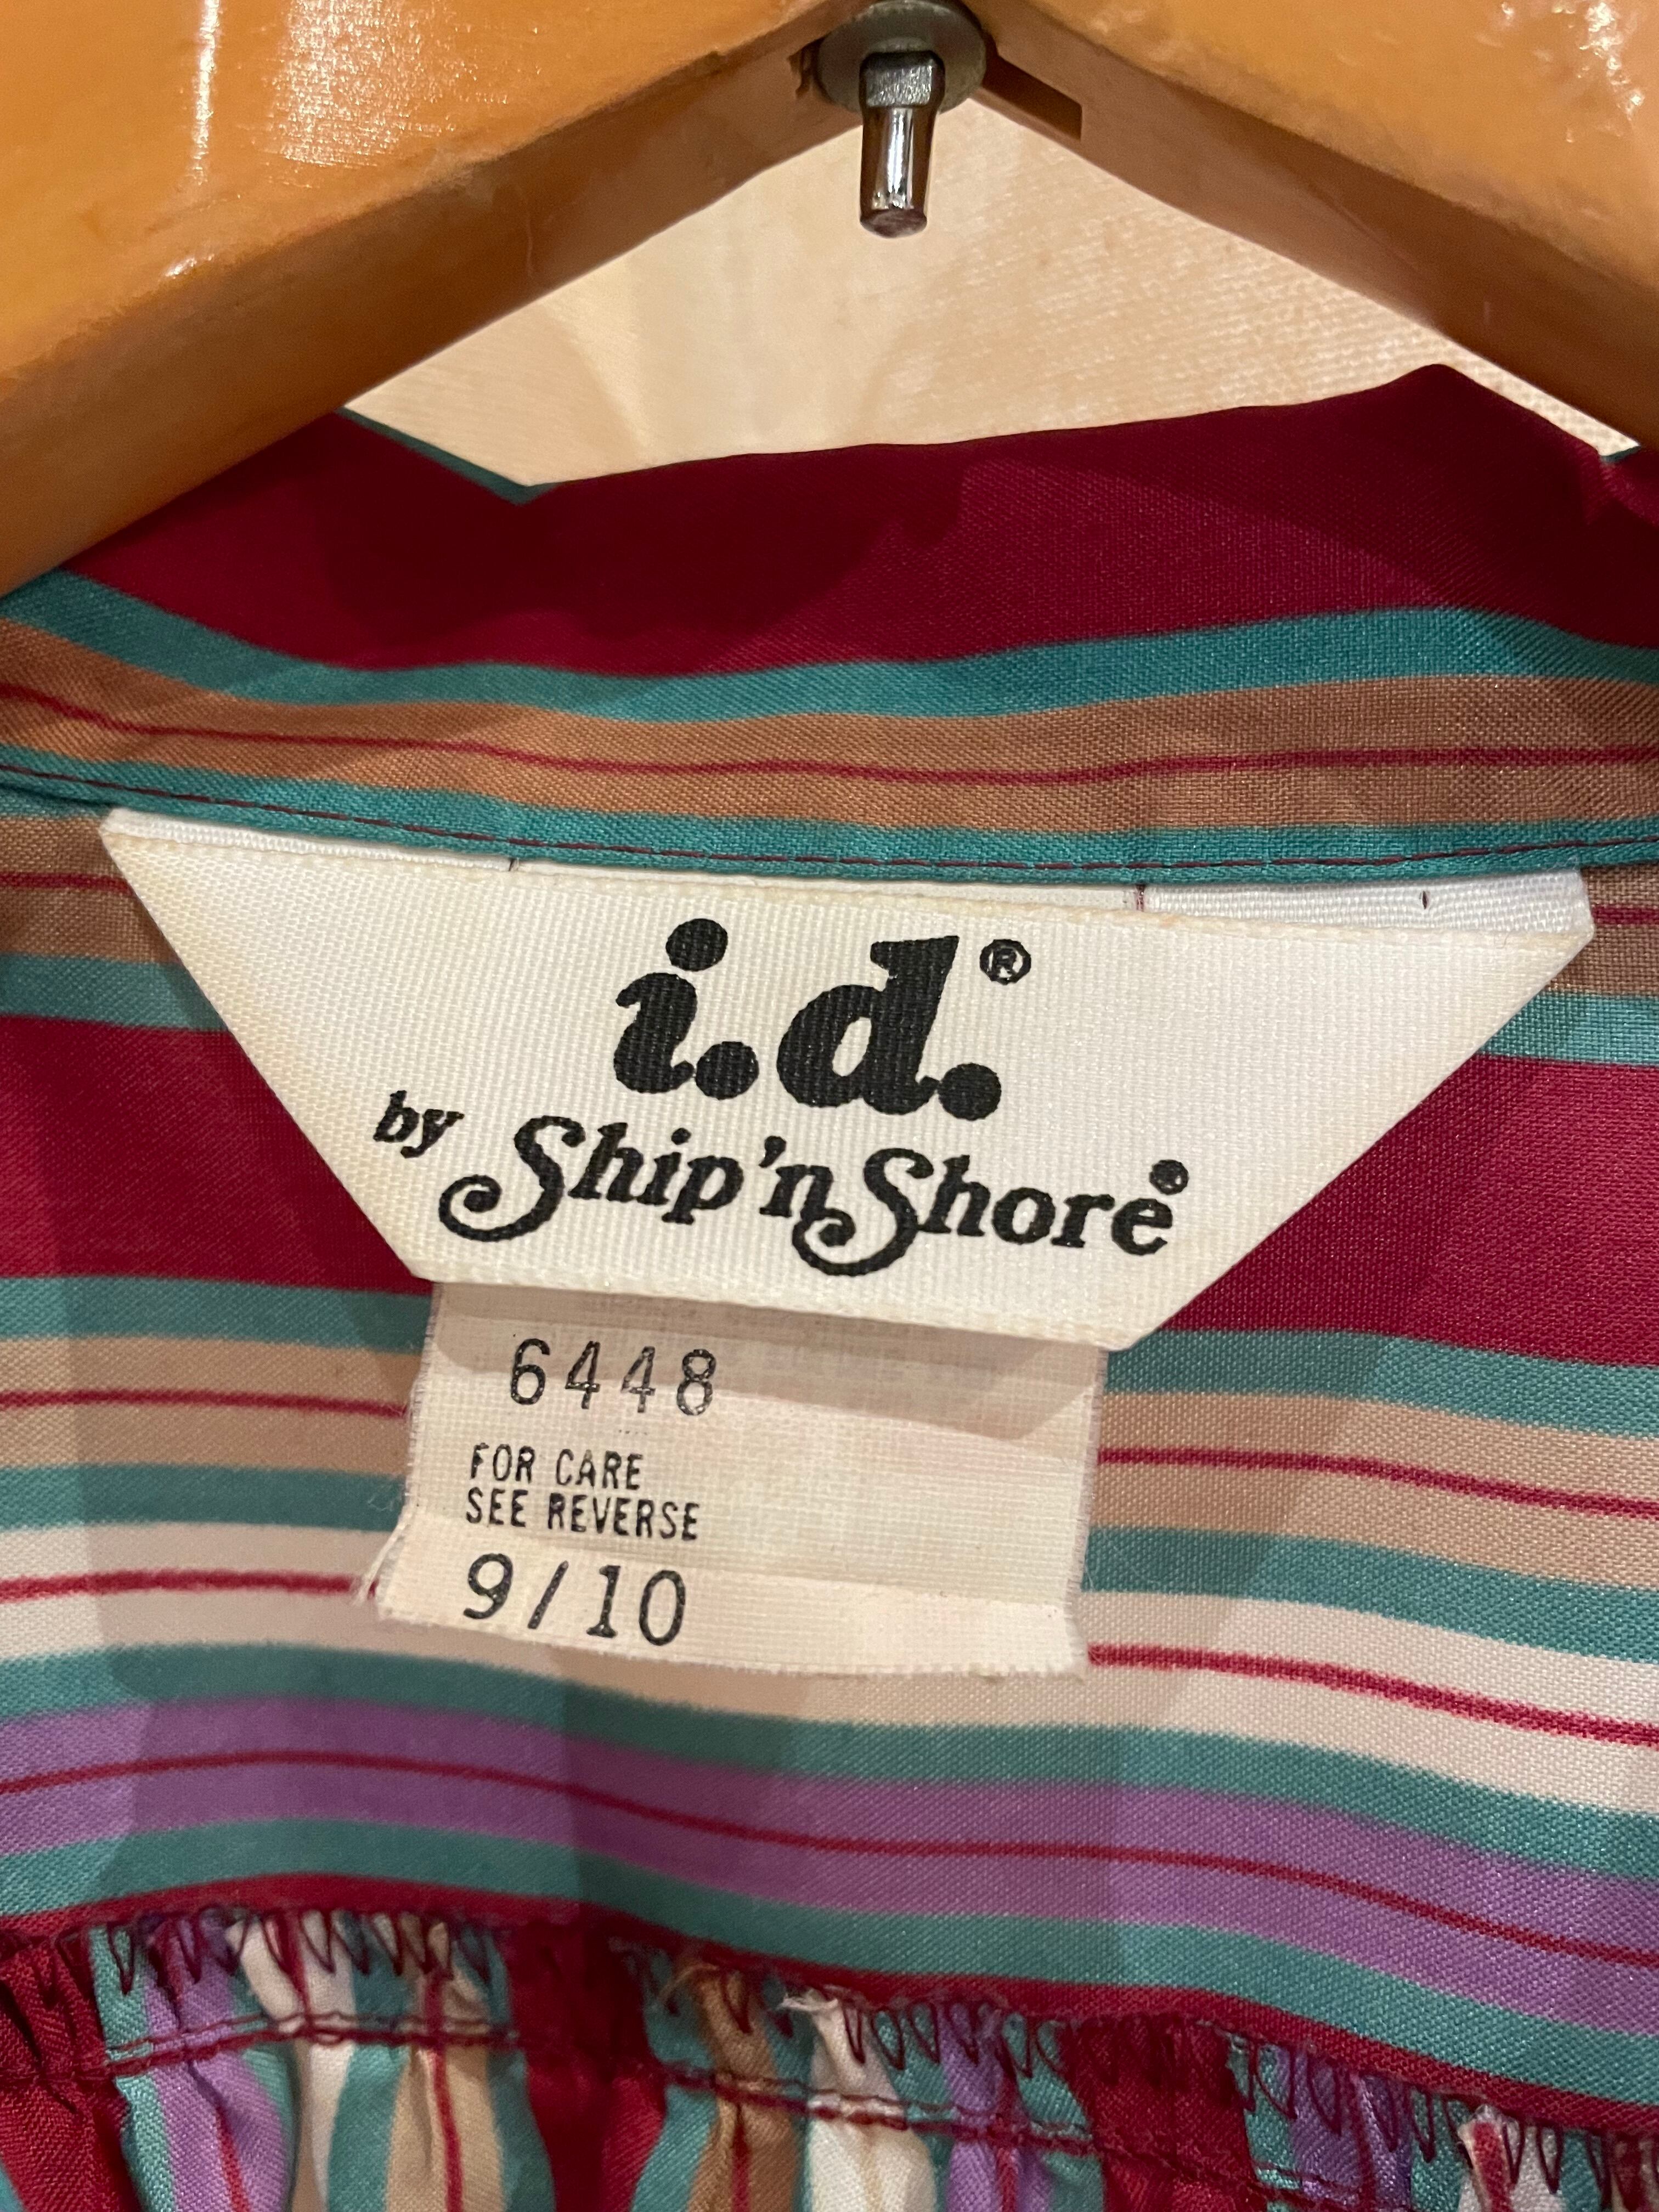 i.d.®
by Ship'n Shore®
6448
FOR CARE
SEE REVERSE
9/10